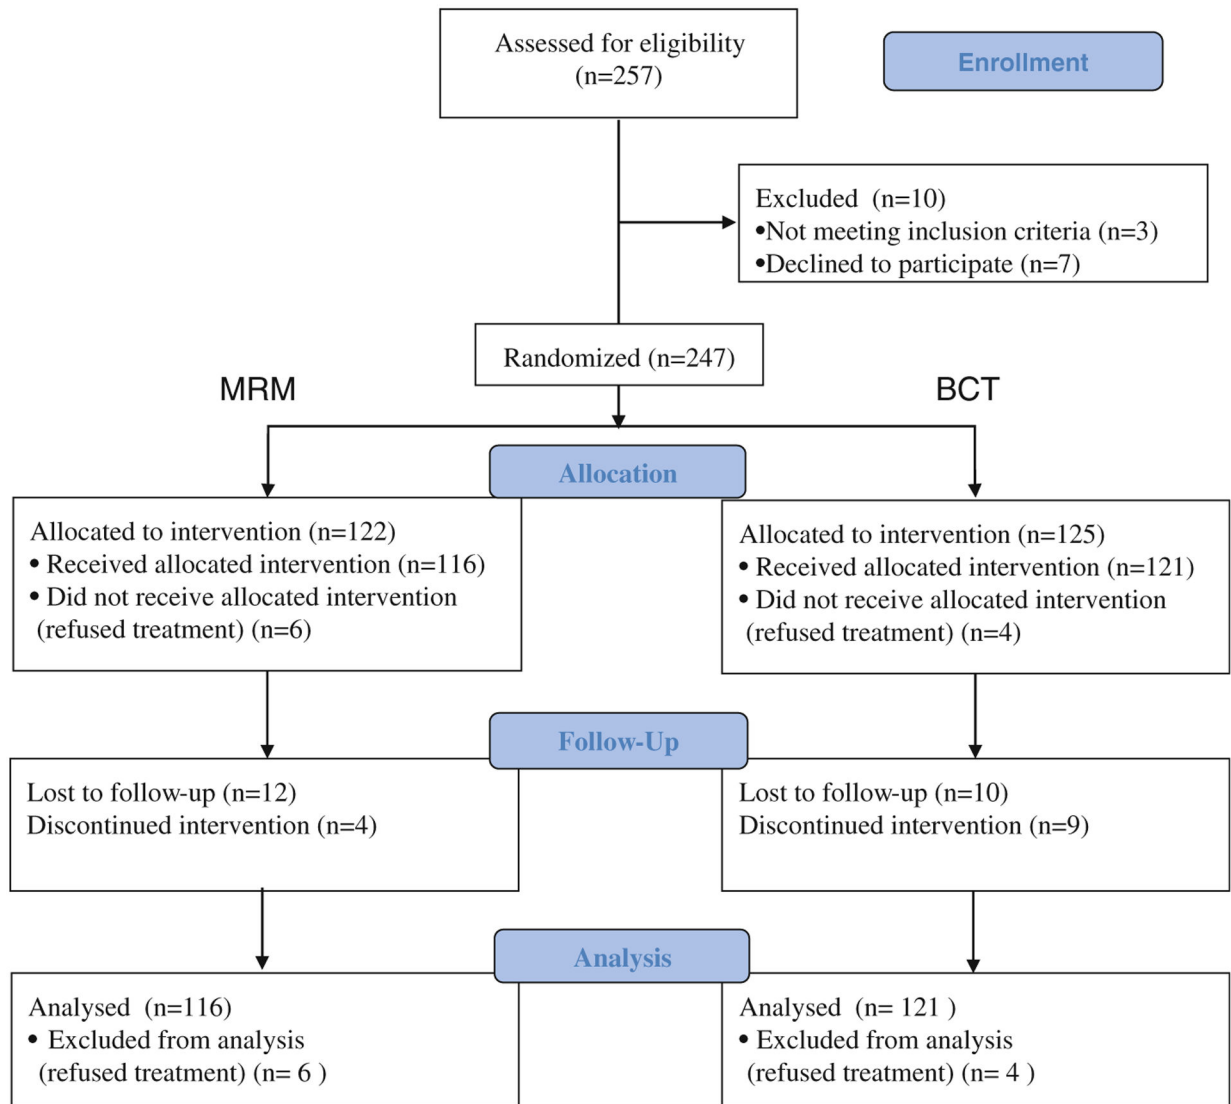 Assessed for eligibility
(n=257)
Enrollment
Excluded (n=10)
•Not meeting inclusion criteria (n=3)
•Declined to participate (n=7)
Randomized (n=247)
MRM
BCT
Allocation
Allocated to intervention (n=122)
• Received allocated intervention (n=116)
• Did not receive allocated intervention
(refused treatment) (n=6)
Allocated to intervention (n=125)
• Received allocated intervention (n=121)
• Did not receive allocated intervention
(refused treatment) (n=4)
Follow-Up
Lost to follow-up (n=12)
Discontinued intervention (n=4)
Lost to follow-up (n=10)
Discontinued intervention (n=9)
Analysis
Analysed (n=116)
• Excluded from analysis
(refused treatment) (n= 6 )
Analysed (n= 121 )
• Excluded from analysis
(refused treatment) (n= 4 )